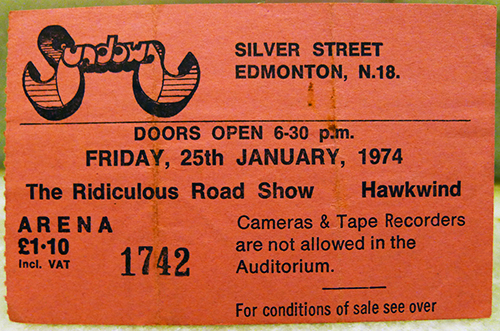 Sundown
SILVER STREET
EDMONTON, N.18.
DOORS OPEN 6-30 p.m.
FRIDAY, 25th JANUARY, 1974
The Ridiculous Road Show Hawkwind
ARENA
£1·10
Incl. VAT
1742
Cameras & Tape Recorders
are not allowed in the
Auditorium.
For conditions of sale see over